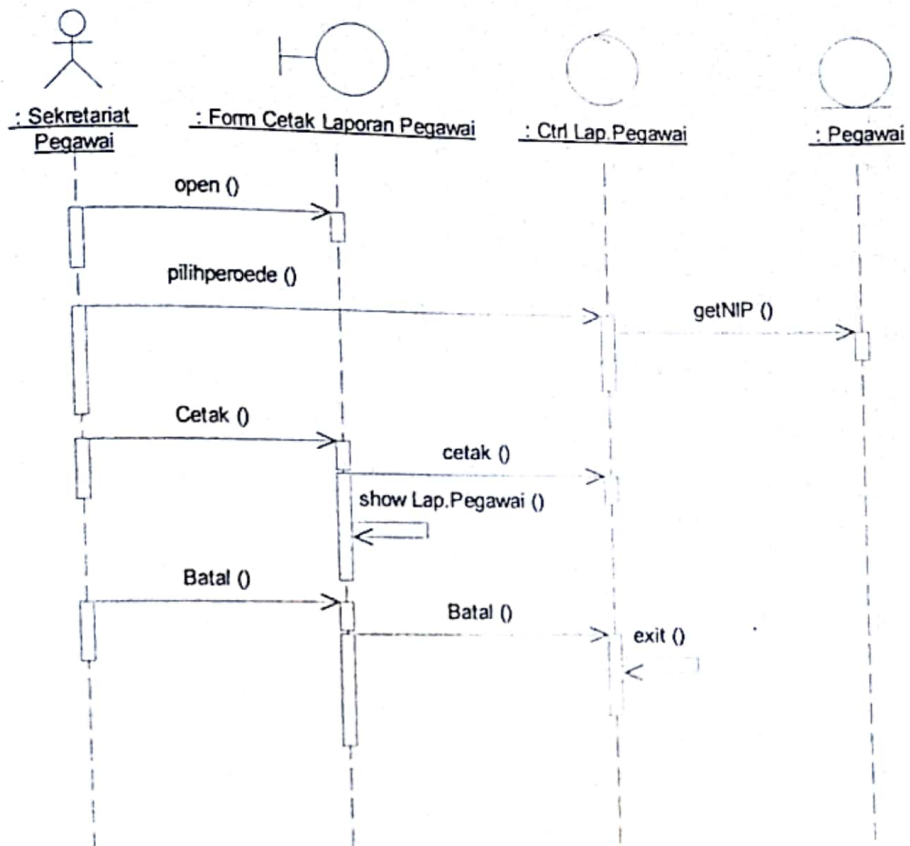 : Sekretariat
Pegawai
: Form Cetak Laporan Pegawai
: Ctrl Lap.Pegawai
: Pegawai
open ()
pilihperoede ()
getNIP ()
Cetak ()
cetak ()
show Lap.Pegawai ()
Batal ()
Batal ()
exit ()